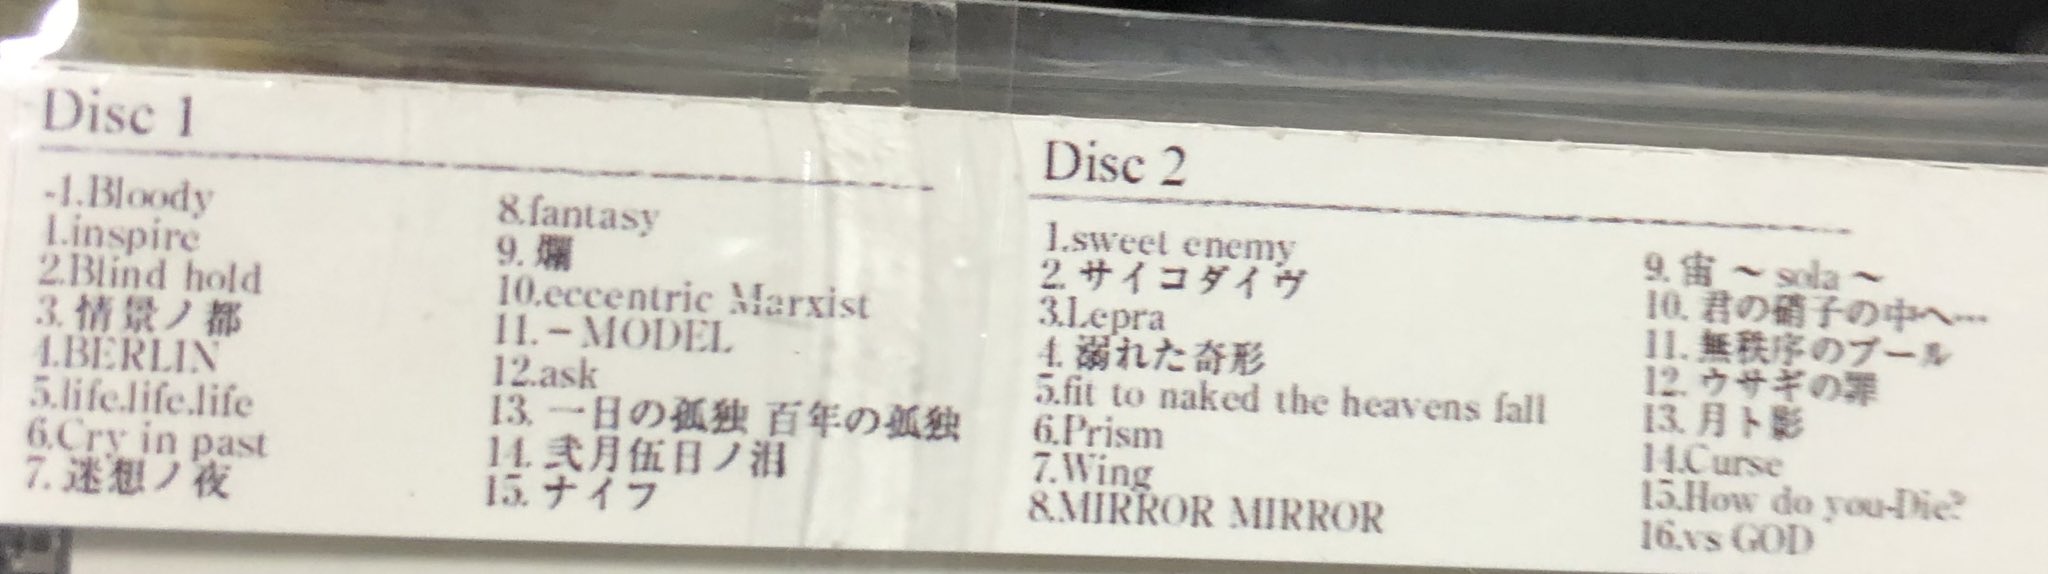 Disc 1
-1.Bloody
1.inspire
2.Blind hold
3. 情景ノ都
4.BERLIN
5.life.life.life
6.Cry in past
7. 迷想ノ夜
8.fantasy
9. 爛
10.eccentric Marxist
11.－MODEL
12.ask
13. 一日の孤独 百年の孤独
14. 弐月伍日ノ泪
15. ナイフ
Disc 2
1.sweet enemy
2. サイコダイヴ
3.Lepra
4. 溺れた奇形
5.fit to naked the heavens fall
6.Prism
7.Wing
8.MIRROR MIRROR
9. 宙 ～ sola ～
10. 君の硝子の中へ…
11. 無秩序のプール
12. ウサギの罪
13. 月ト影
14.Curse
15.How do you-Die?
16.vs GOD